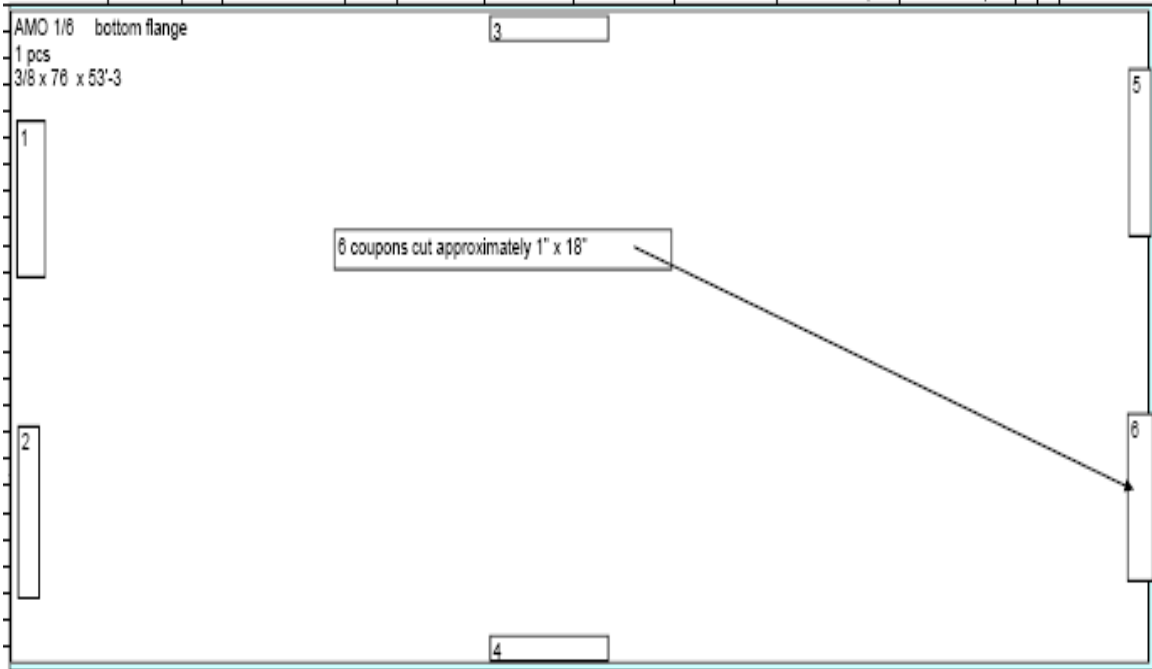 AMO 1/6 bottom flange
3
1 pcs
3/8 x 76 x 53'-3
5
1
6 coupons cut approximately 1" x 18"
2
6
4